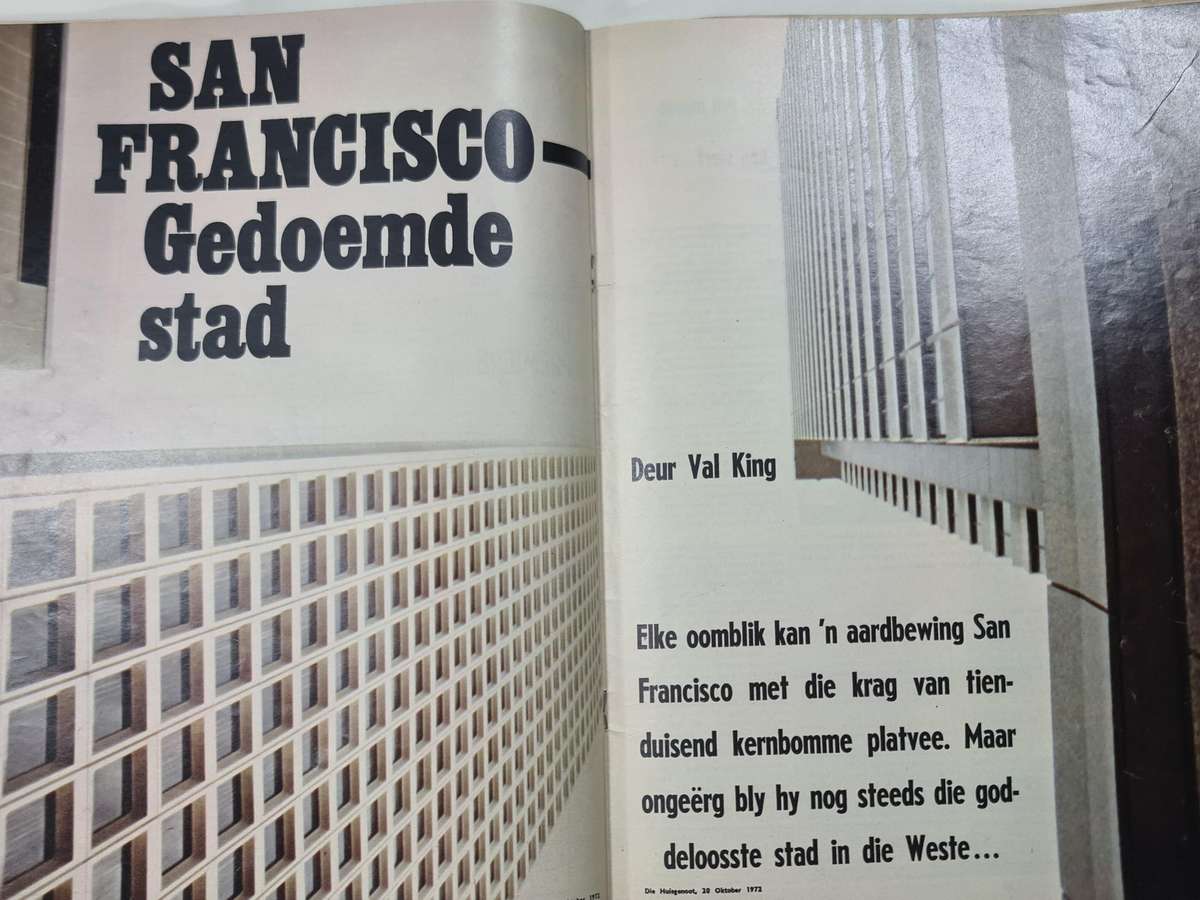 SAN
FRANCISCO—
Gedoemde
stad
Deur Val King
Elke oomblik kan 'n aardbewing San
Francisco met die krag van tien-
duisend kernbomme platvee. Maar
ongeërg bly hy nog steeds die god-
deloosste stad in die Weste...
Die Huisgenoot, 20 Oktober 1972
1972